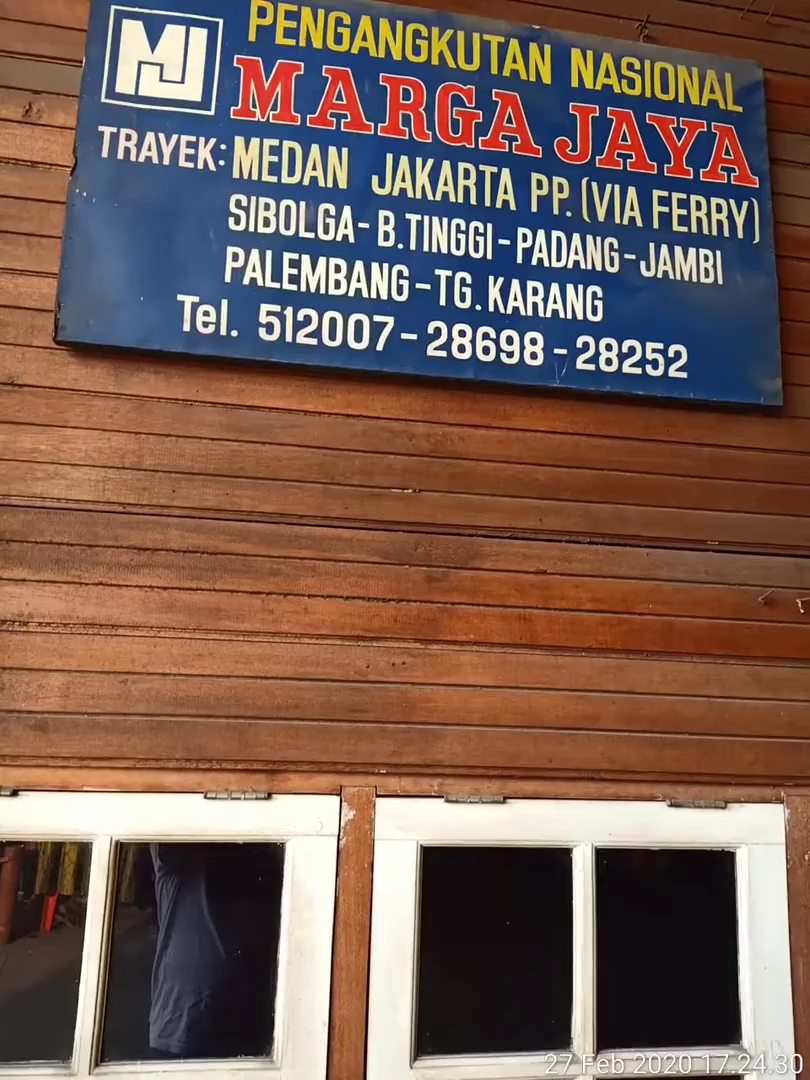 MJ
PENGANGKUTAN NASIONAL
MARGA JAYA
TRAYEK: MEDAN JAKARTA PP. (VIA FERRY)
SIBOLGA - B.TINGGI - PADANG - JAMBI
PALEMBANG - TG. KARANG
Tel. 512007 - 28698 - 28252
27 Feb 2020 17.24.30